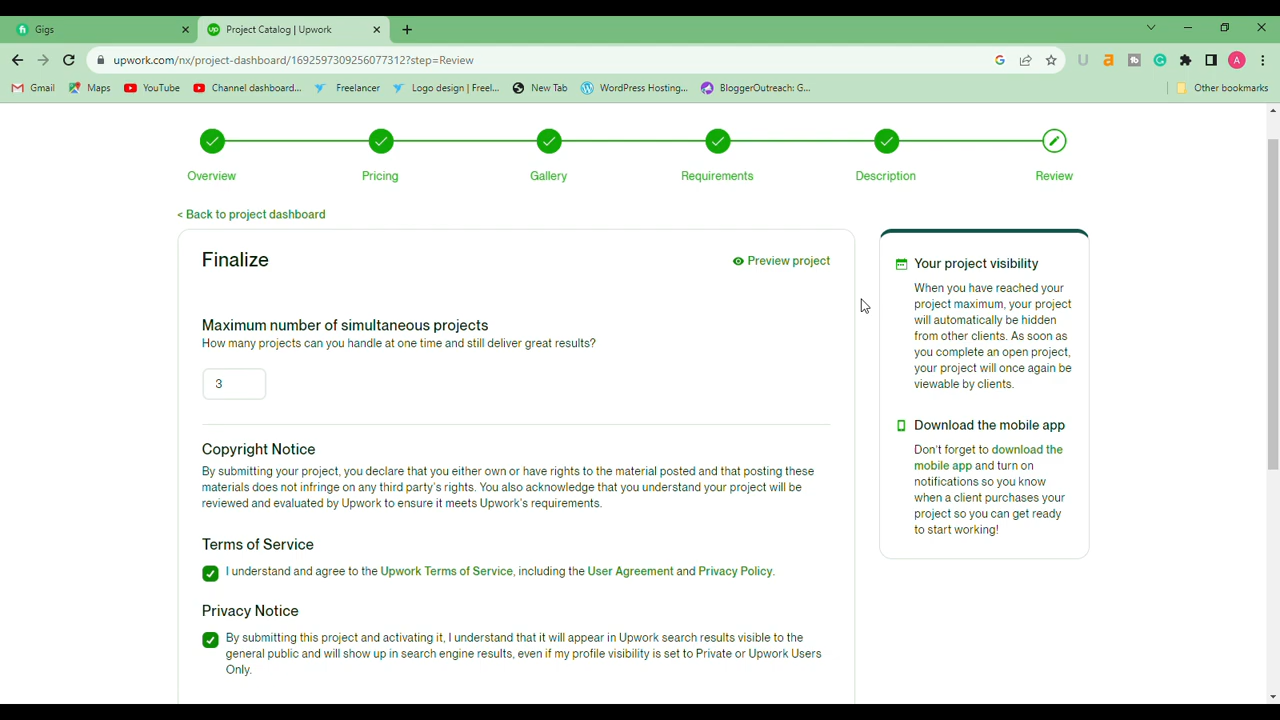 Gigs
Project Catalog | Upwork
upwork.com/nx/project-dashboard/1692597309256077312?step=Review
Gmail
Maps
YouTube
Channel dashboard...
Freelancer
Logo design | Freel...
New Tab
WordPress Hosting...
BloggerOutreach: G...
Other bookmarks
Overview
Pricing
Gallery
Requirements
Description
Review
< Back to project dashboard
Finalize
Preview project
Maximum number of simultaneous projects
How many projects can you handle at one time and still deliver great results?
3
Copyright Notice
By submitting your project, you declare that you either own or have rights to the material posted and that posting these
materials does not infringe on any third party's rights. You also acknowledge that you understand your project will be
reviewed and evaluated by Upwork to ensure it meets Upwork's requirements.
Terms of Service
I understand and agree to the Upwork Terms of Service, including the User Agreement and Privacy Policy.
Privacy Notice
By submitting this project and activating it, I understand that it will appear in Upwork search results visible to the
general public and will show up in search engine results, even if my profile visibility is set to Private or Upwork Users
Only.
Your project visibility
When you have reached your
project maximum, your project
will automatically be hidden
from other clients. As soon as
you complete an open project,
your project will once again be
viewable by clients.
Download the mobile app
Don't forget to download the
mobile app and turn on
notifications so you know
when a client purchases your
project so you can get ready
to start working!